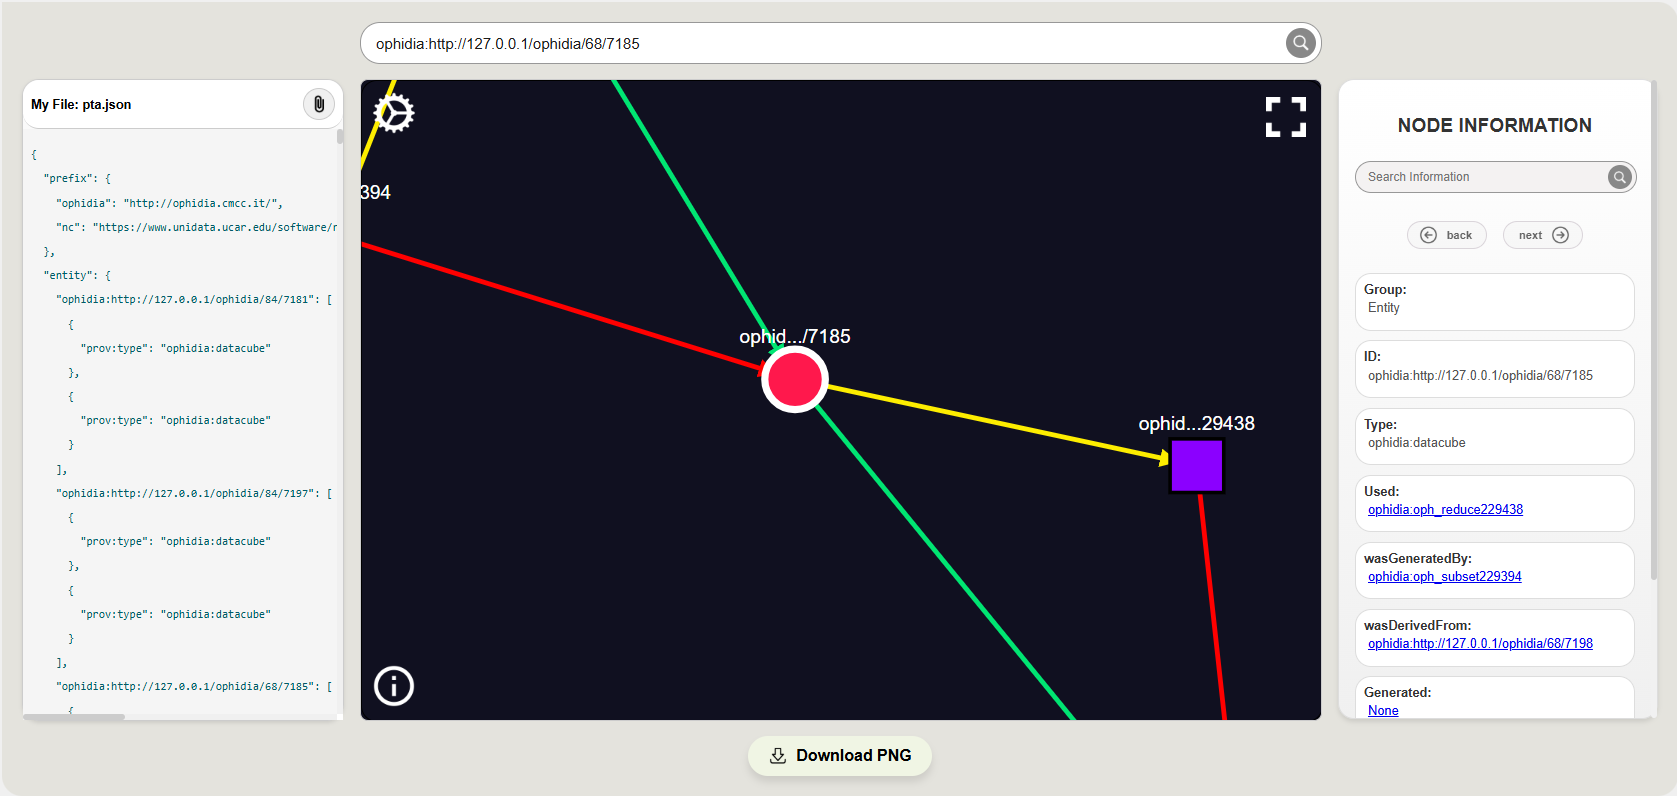 ophidia:http://127.0.0.1/ophidia/68/7185
My File: pta.json
{
"prefix": {
"ophidia": "http://ophidia.cmcc.it/",
"nc": "https://www.unidata.ucar.edu/software/
},
"entity": {
"ophidia:http://127.0.0.1/ophidia/84/7181": [
{
"prov:type": "ophidia:datacube"
},
{
"prov:type": "ophidia:datacube"
}
],
"ophidia:http://127.0.0.1/ophidia/84/7197": [
{
"prov:type": "ophidia:datacube"
},
{
"prov:type": "ophidia:datacube"
}
],
"ophidia:http://127.0.0.1/ophidia/68/7185": [
{
394
ophid.../7185
ophid...29438
Download PNG
NODE INFORMATION
Search Information
back
next
Group:
Entity
ID:
ophidia:http://127.0.0.1/ophidia/68/7185
Type:
ophidia:datacube
Used:
ophidia:oph_reduce229438
wasGeneratedBy:
ophidia:oph_subset229394
wasDerivedFrom:
ophidia:http://127.0.0.1/ophidia/68/7198
Generated:
None